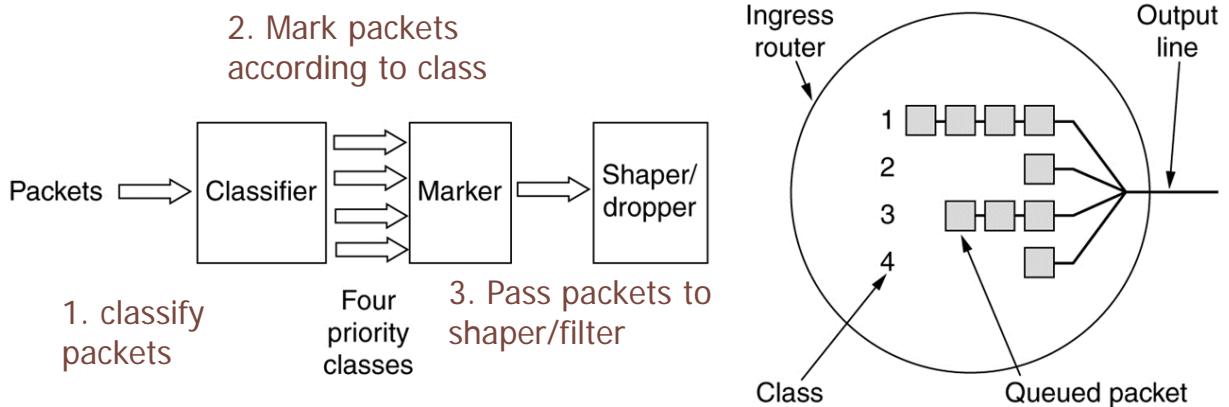 2. Mark packets
according to class
Packets
Classifier
Marker
Shaper/
dropper
1. classify
packets
Four
priority
classes
3. Pass packets to
shaper/filter
Ingress
router
Output
line
1
2
3
4
Class
Queued packet